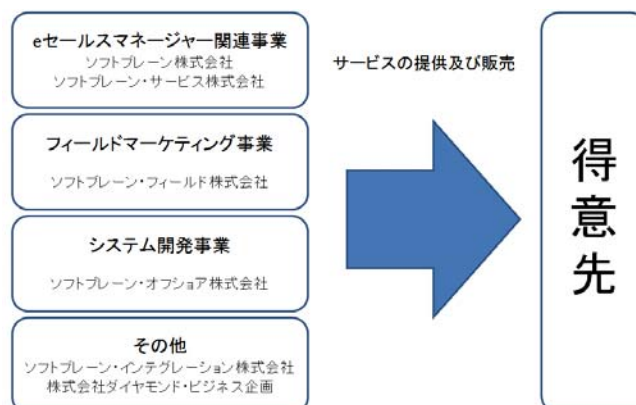 eセールスマネージャー関連事業
ソフトブレーン株式会社
ソフトブレーン・サービス株式会社
フィールドマーケティング事業
ソフトブレーン・フィールド株式会社
システム開発事業
ソフトブレーン・オフショア株式会社
その他
ソフトブレーン・インテグレーション株式会社
株式会社ダイヤモンド・ビジネス企画
サービスの提供及び販売
得意先